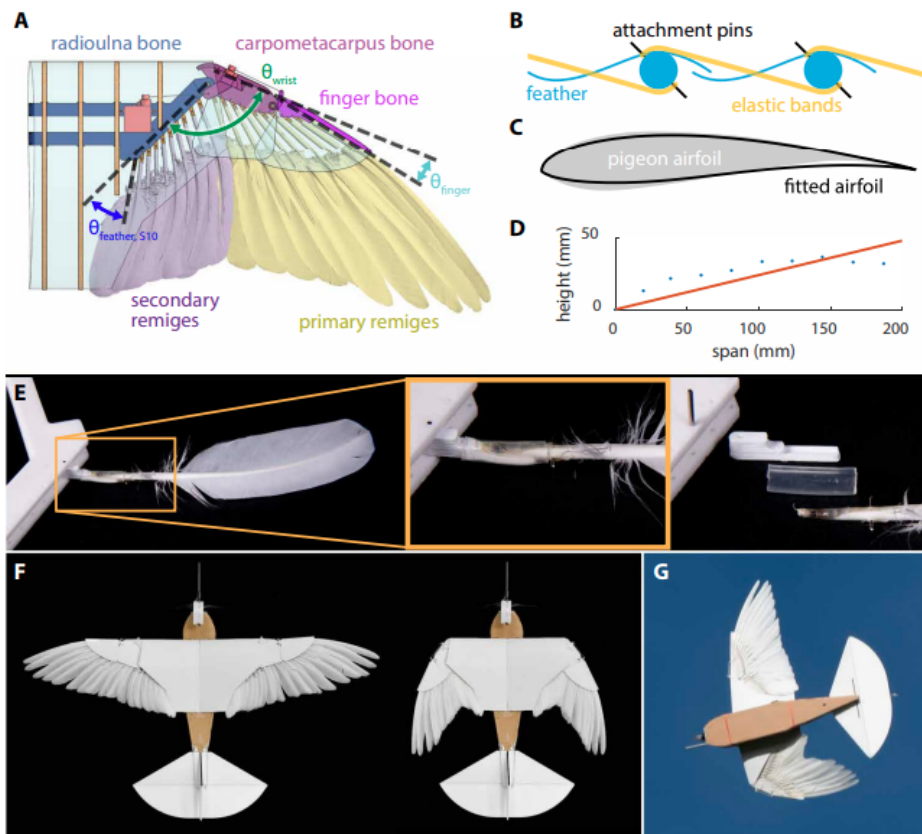 A
radioulna bone
carpometacarpus bone
θwrist
finger bone
θfinger
θfeather, S10
secondary
remiges
primary remiges
B
attachment pins
feather
elastic bands
C
pigeon airfoil
fitted airfoil
D
50
height (mm)
0
0 50 100 150 200
span (mm)
E
F
G